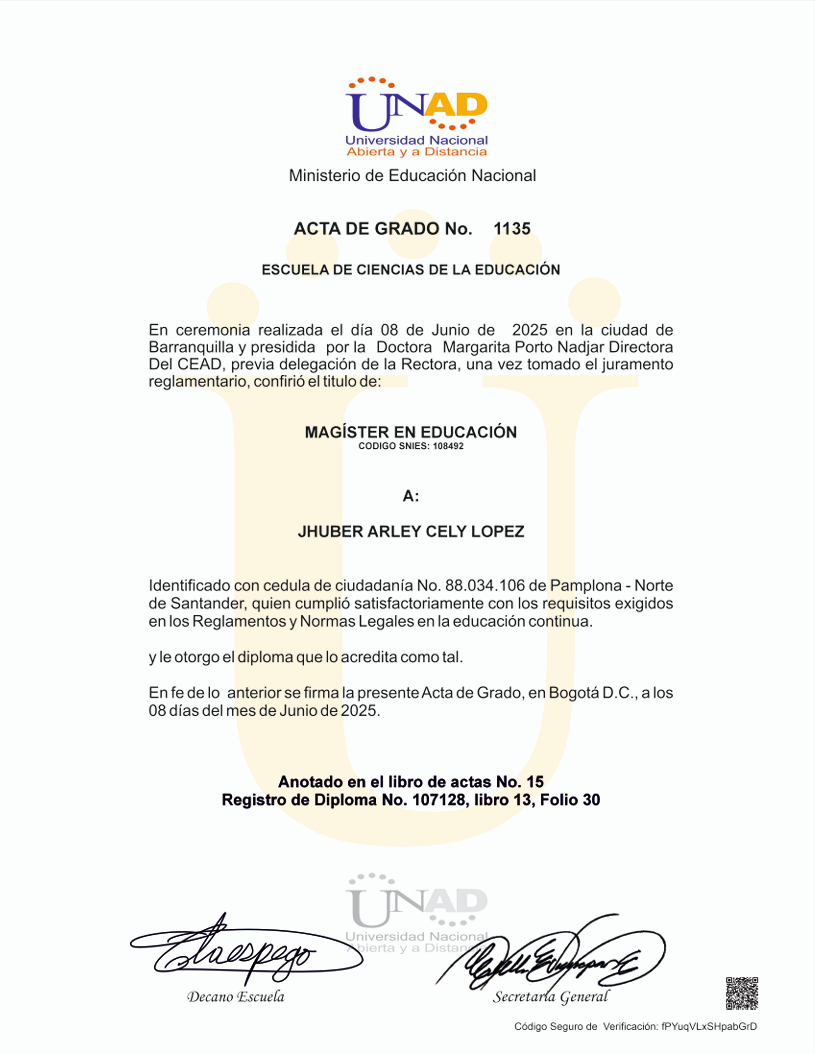 UNAD
Universidad Nacional
Abierta y a Distancia
Ministerio de Educación Nacional
ACTA DE GRADO No. 1135
ESCUELA DE CIENCIAS DE LA EDUCACIÓN
En ceremonia realizada el día 08 de Junio de 2025 en la ciudad de
Barranquilla y presidida por la Doctora Margarita Porto Nadjar Directora
Del CEAD, previa delegación de la Rectora, una vez tomado el juramento
reglamentario, confirió el titulo de:
MAGÍSTER EN EDUCACIÓN
CODIGO SNIES: 108492
A:
JHUBER ARLEY CELY LOPEZ
Identificado con cedula de ciudadanía No. 88.034.106 de Pamplona - Norte
de Santander, quien cumplió satisfactoriamente con los requisitos exigidos
en los Reglamentos y Normas Legales en la educación continua.
y le otorgo el diploma que lo acredita como tal.
En fe de lo anterior se firma la presente Acta de Grado, en Bogotá D.C., a los
08 días del mes de Junio de 2025.
Anotado en el libro de actas No. 15
Registro de Diploma No. 107128, libro 13, Folio 30
UNAD
Universidad Nacional
Abierta y a Distancia
Decano Escuela
Secretaría General
Código Seguro de Verificación: fPYuqVLxSHpabGrD